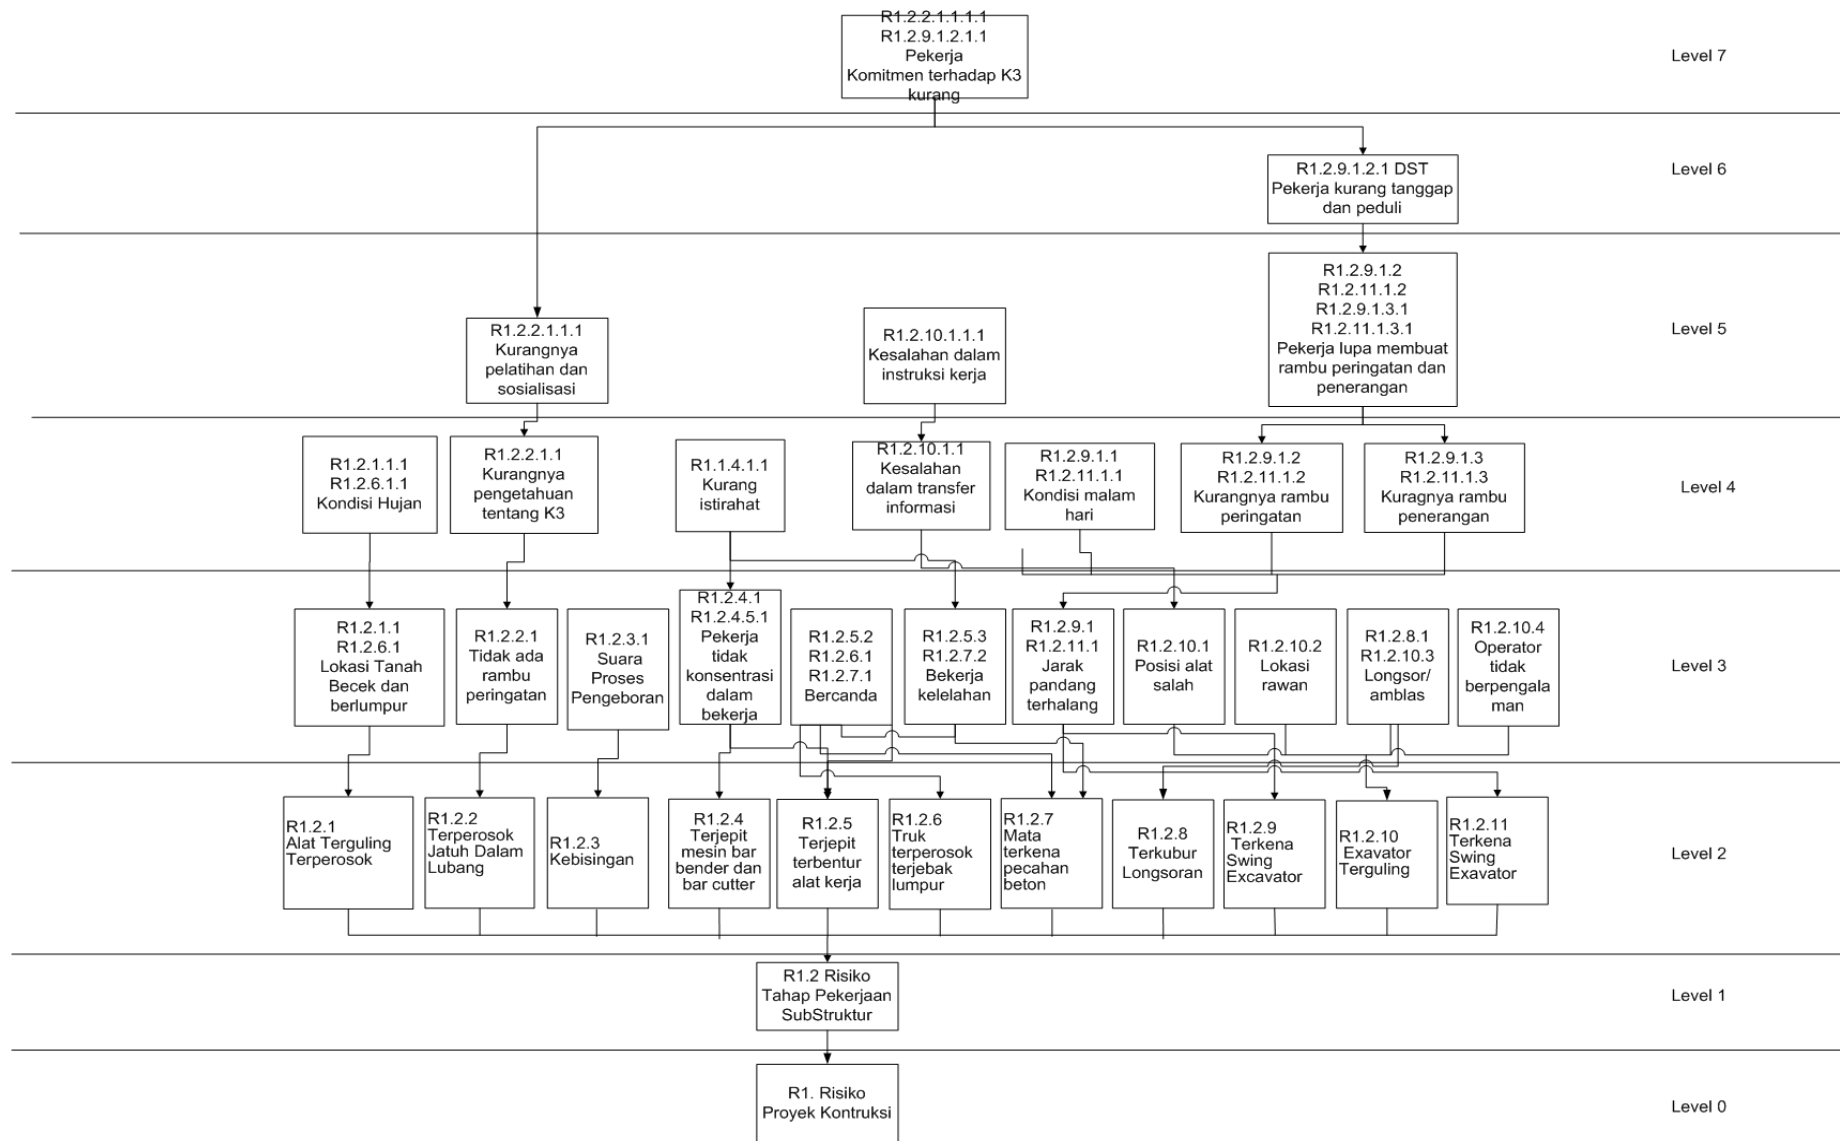 R1.2.2.1.1.1.1
R1.2.9.1.2.1.1
Pekerja
Komitmen terhadap K3
kurang
Level 7
R1.2.9.1.2.1 DST
Pekerja kurang tanggap
dan peduli
Level 6
R1.2.2.1.1.1
Kurangnya
pelatihan dan
sosialisasi
R1.2.10.1.1.1
Kesalahan dalam
instruksi kerja
R1.2.9.1.2
R1.2.11.1.2
R1.2.9.1.3.1
R1.2.11.1.3.1
Pekerja lupa membuat
rambu peringatan dan
penerangan
Level 5
R1.2.1.1.1
R1.2.6.1.1
Kondisi Hujan
R1.2.2.1.1
Kurangnya
pengetahuan
tentang K3
R1.1.4.1.1
Kurang
istirahat
R1.2.10.1.1
Kesalahan
dalam transfer
informasi
R1.2.9.1.1
R1.2.11.1.1
Kondisi malam
hari
R1.2.9.1.2
R1.2.11.1.2
Kurangnya rambu
peringatan
R1.2.9.1.3
R1.2.11.1.3
Kuragnya rambu
penerangan
Level 4
R1.2.1.1
R1.2.6.1
Lokasi Tanah
Becek dan
berlumpur
R1.2.2.1
Tidak ada
rambu
peringatan
R1.2.3.1
Suara
Proses
Pengeboran
R1.2.4.1
R1.2.4.5.1
Pekerja
tidak
konsentrasi
dalam
bekerja
R1.2.5.2
R1.2.6.1
R1.2.7.1
Bercanda
R1.2.5.3
R1.2.7.2
Bekerja
kelelahan
R1.2.9.1
R1.2.11.1
Jarak
pandang
terhalang
R1.2.10.1
Posisi alat
salah
R1.2.10.2
Lokasi
rawan
R1.2.8.1
R1.2.10.3
Longsor/
amblas
R1.2.10.4
Operator
tidak
berpengala
man
Level 3
R1.2.1
Alat Terguling
Terperosok
R1.2.2
Terperosok
Jatuh Dalam
Lubang
R1.2.3
Kebisingan
R1.2.4
Terjepit
mesin bar
bender dan
bar cutter
R1.2.5
Terjepit
terbentur
alat kerja
R1.2.6
Truk
terperosok
terjebak
lumpur
R1.2.7
Mata
terkena
pecahan
beton
R1.2.8
Terkubur
Longsoran
R1.2.9
Terkena
Swing
Excavator
R1.2.10
Exavator
Terguling
R1.2.11
Terkena
Swing
Exavator
Level 2
R1.2 Risiko
Tahap Pekerjaan
SubStruktur
Level 1
R1. Risiko
Proyek Kontruksi
Level 0